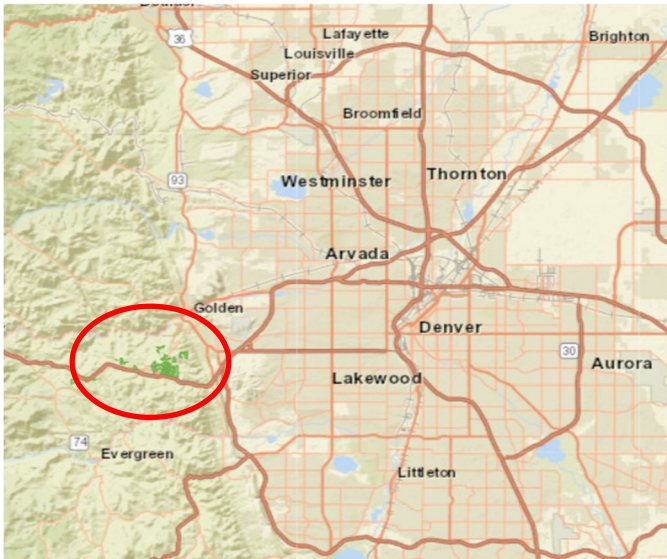 36
Lafayette
Brighton
Louisville
Superior
Broomfield
93
Westminster
Thornton
Arvada
Golden
Denver
30
Aurora
Lakewood
74
Evergreen
Littleton